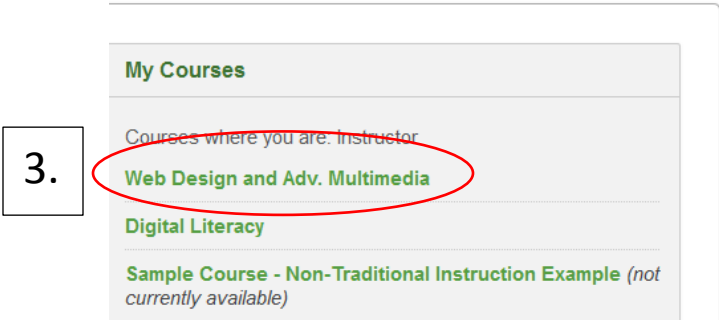 My Courses
Courses where you are: Instructor
3.
Web Design and Adv. Multimedia
Digital Literacy
Sample Course - Non-Traditional Instruction Example (not
currently available)